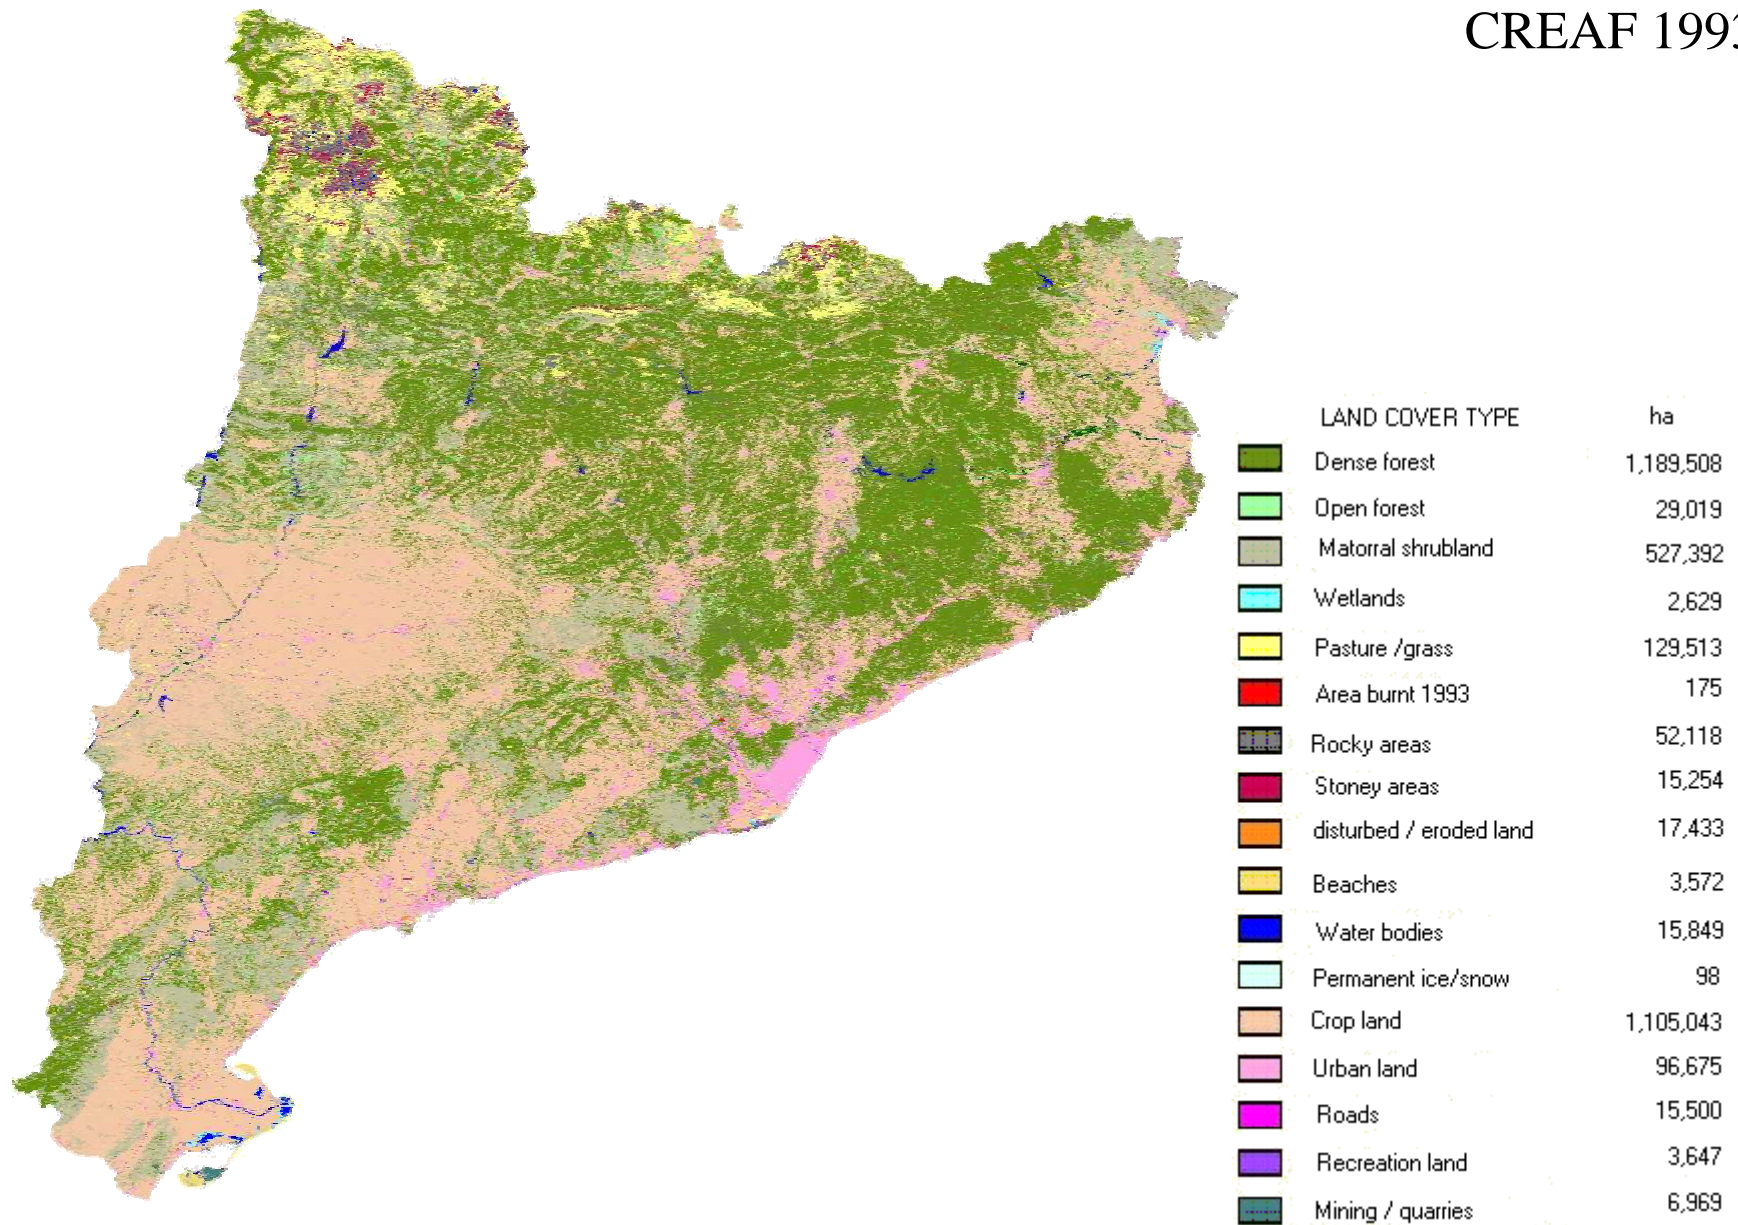 CREAF 1993
LAND COVER TYPE ha
Dense forest 1,189,508
Open forest 29,019
Matorral shrubland 527,392
Wetlands 2,629
Pasture /grass 129,513
Area burnt 1993 175
Rocky areas 52,118
Stoney areas 15,254
disturbed / eroded land 17,433
Beaches 3,572
Water bodies 15,849
Permanent ice/snow 98
Crop land 1,105,043
Urban land 96,675
Roads 15,500
Recreation land 3,647
Mining / quarries 6,969